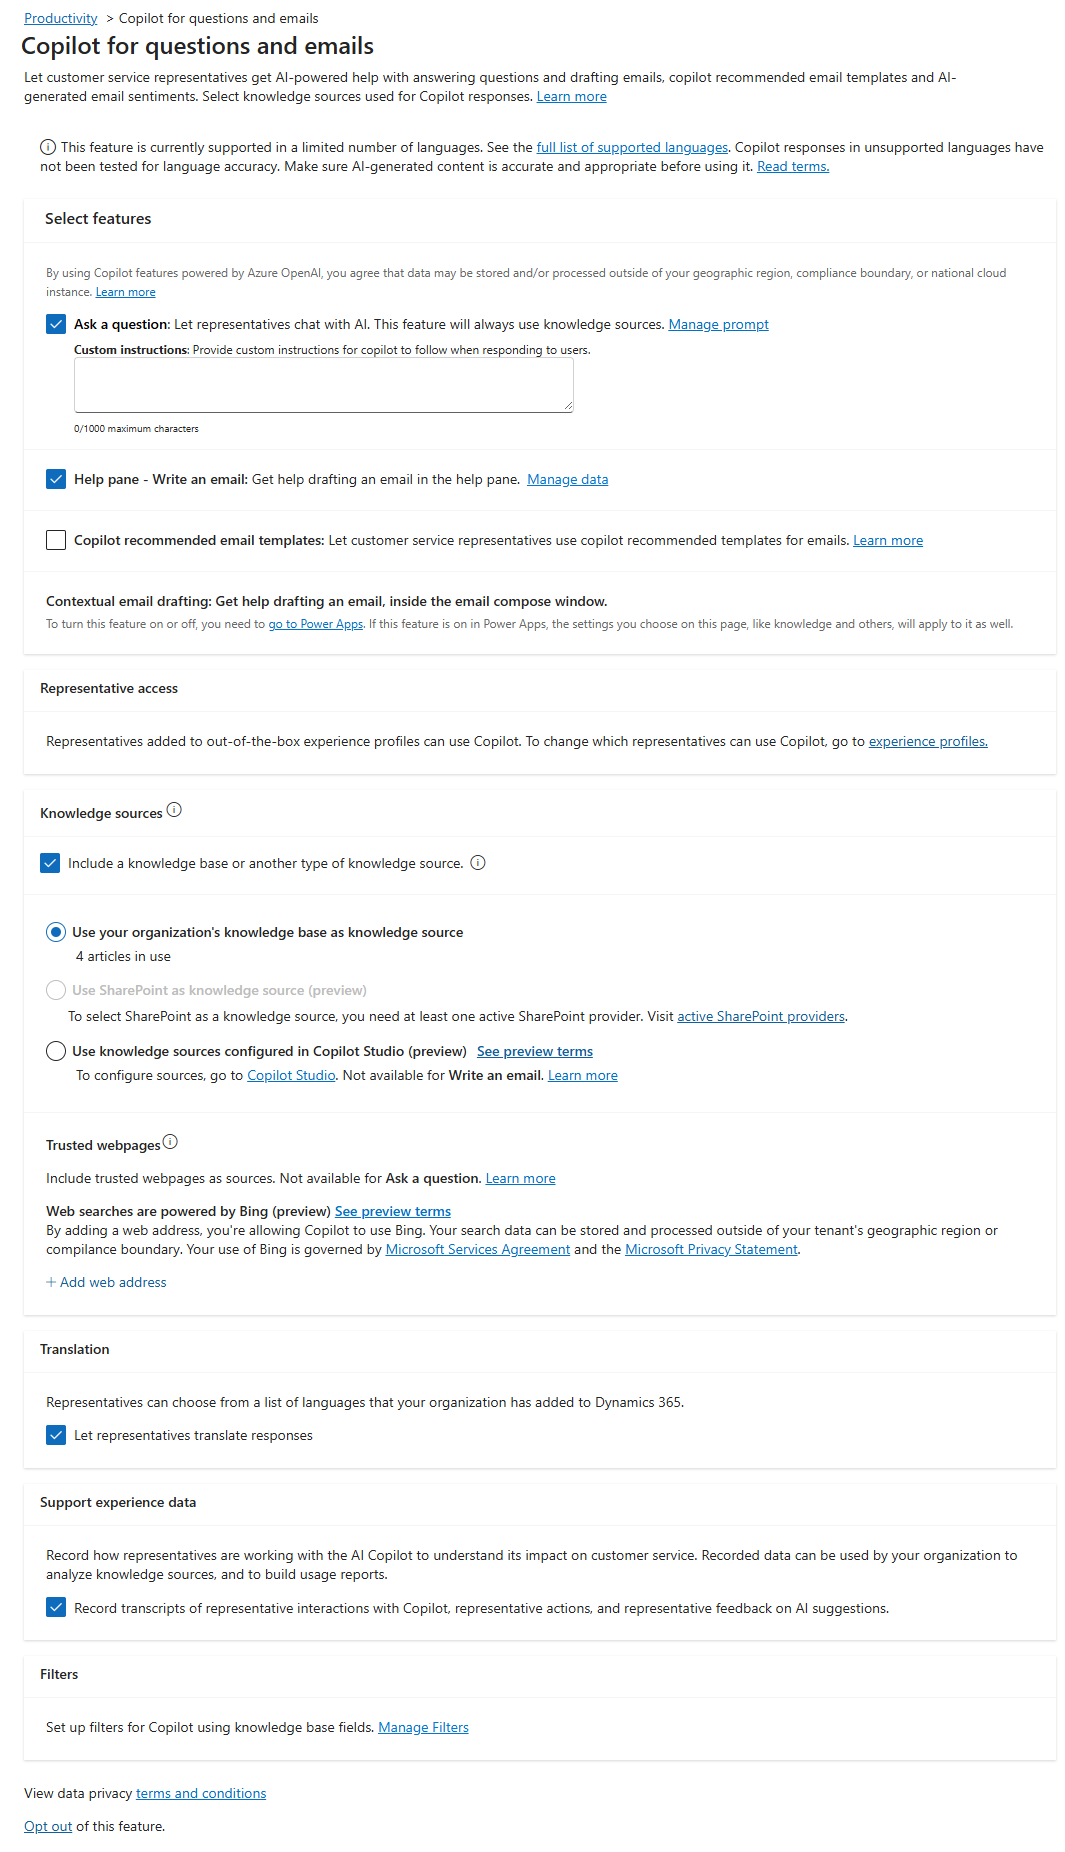 Productivity > Copilot for questions and emails
Copilot for questions and emails
Let customer service representatives get AI-powered help with answering questions and drafting emails, copilot recommended email templates and AI-
generated email sentiments. Select knowledge sources used for Copilot responses. Learn more
This feature is currently supported in a limited number of languages. See the full list of supported languages. Copilot responses in unsupported languages have
not been tested for language accuracy. Make sure AI-generated content is accurate and appropriate before using it. Read terms.
Select features
By using Copilot features powered by Azure OpenAI, you agree that data may be stored and/or processed outside of your geographic region, compliance boundary, or national cloud
instance. Learn more
Ask a question: Let representatives chat with AI. This feature will always use knowledge sources. Manage prompt
Custom instructions: Provide custom instructions for copilot to follow when responding to users.
0/1000 maximum characters
Help pane - Write an email: Get help drafting an email in the help pane. Manage data
Copilot recommended email templates: Let customer service representatives use copilot recommended templates for emails. Learn more
Contextual email drafting: Get help drafting an email, inside the email compose window.
To turn this feature on or off, you need to go to Power Apps. If this feature is on in Power Apps, the settings you choose on this page, like knowledge and others, will apply to it as well.
Representative access
Representatives added to out-of-the-box experience profiles can use Copilot. To change which representatives can use Copilot, go to experience profiles.
Knowledge sources
Include a knowledge base or another type of knowledge source.
Use your organization's knowledge base as knowledge source
4 articles in use
Use SharePoint as knowledge source (preview)
To select SharePoint as a knowledge source, you need at least one active SharePoint provider. Visit active SharePoint providers.
Use knowledge sources configured in Copilot Studio (preview) See preview terms
To configure sources, go to Copilot Studio. Not available for Write an email. Learn more
Trusted webpages
Include trusted webpages as sources. Not available for Ask a question. Learn more
Web searches are powered by Bing (preview) See preview terms
By adding a web address, you're allowing Copilot to use Bing. Your search data can be stored and processed outside of your tenant's geographic region or
compilance boundary. Your use of Bing is governed by Microsoft Services Agreement and the Microsoft Privacy Statement.
+ Add web address
Translation
Representatives can choose from a list of languages that your organization has added to Dynamics 365.
Let representatives translate responses
Support experience data
Record how representatives are working with the AI Copilot to understand its impact on customer service. Recorded data can be used by your organization to
analyze knowledge sources, and to build usage reports.
Record transcripts of representative interactions with Copilot, representative actions, and representative feedback on AI suggestions.
Filters
Set up filters for Copilot using knowledge base fields. Manage Filters
View data privacy terms and conditions
Opt out of this feature.